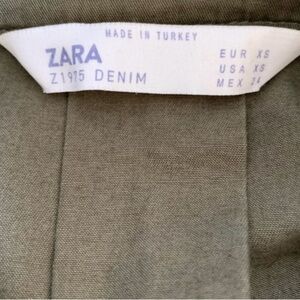 MADE IN TURKEY
ZARA
Z1975 DENIM
EUR XS
USA XS
MEX 24